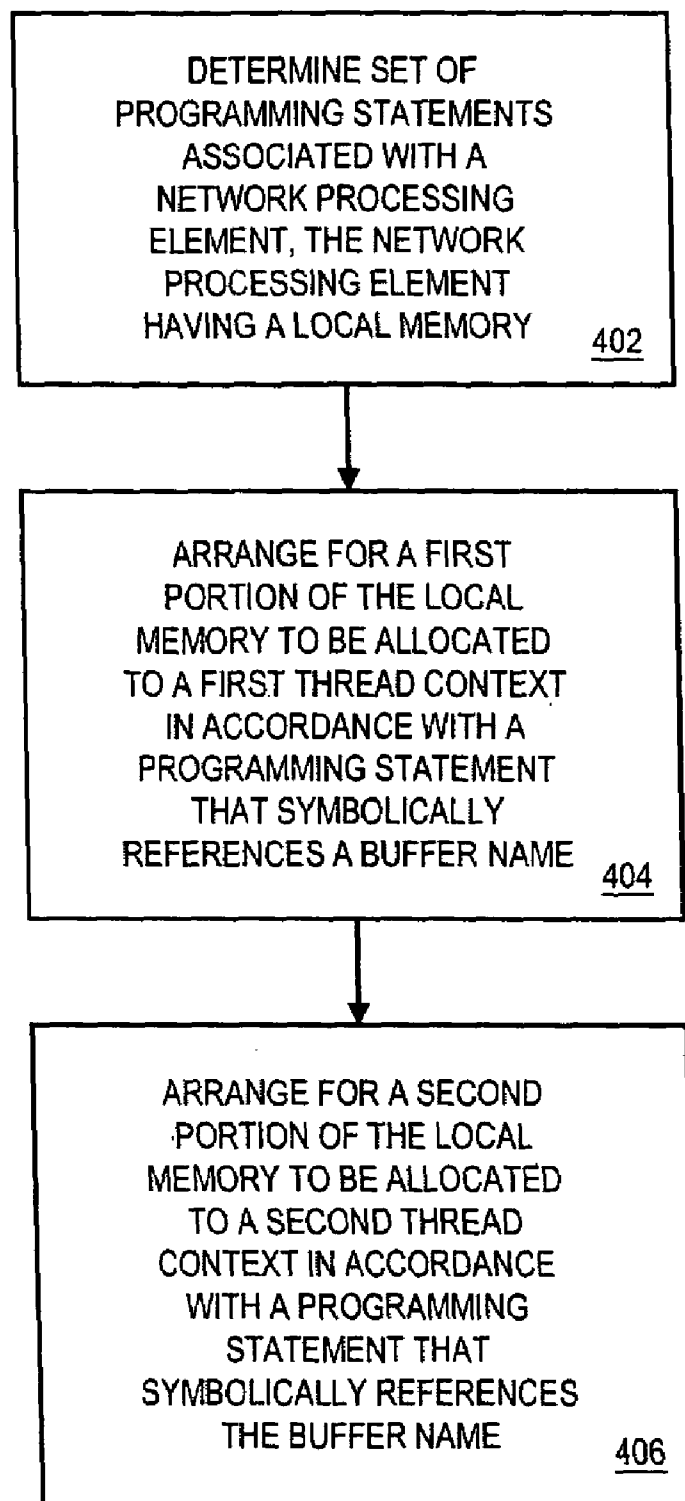 DETERMINE SET OF
PROGRAMMING STATEMENTS
ASSOCIATED WITH A
NETWORK PROCESSING
ELEMENT, THE NETWORK
PROCESSING ELEMENT
HAVING A LOCAL MEMORY
402
ARRANGE FOR A FIRST
PORTION OF THE LOCAL
MEMORY TO BE ALLOCATED
TO A FIRST THREAD CONTEXT
IN ACCORDANCE WITH A
PROGRAMMING STATEMENT
THAT SYMBOLICALLY
REFERENCES A BUFFER NAME
404
ARRANGE FOR A SECOND
PORTION OF THE LOCAL
MEMORY TO BE ALLOCATED
TO A SECOND THREAD
CONTEXT IN ACCORDANCE
WITH A PROGRAMMING
STATEMENT THAT
SYMBOLICALLY REFERENCES
THE BUFFER NAME
406